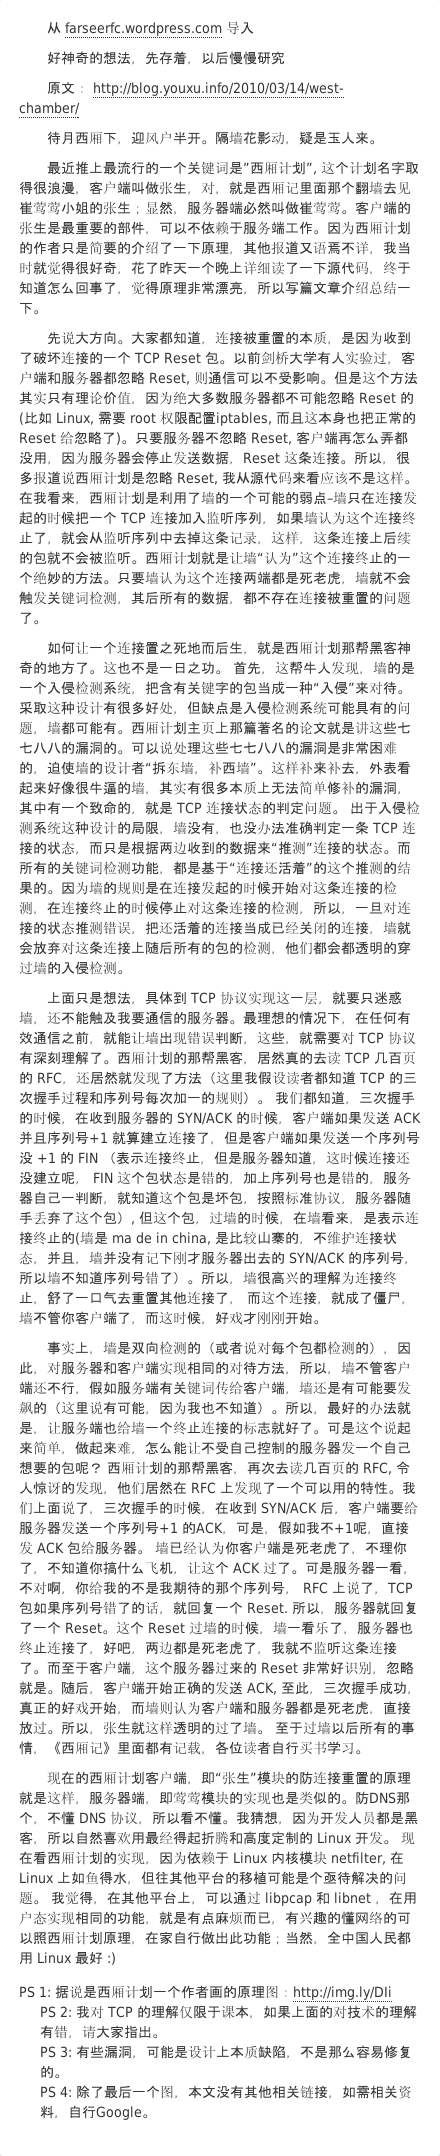 从 farseerfc.wordpress.com 导入
好神奇的想法，先存着，以后慢慢研究
原文： http://blog.youxu.info/2010/03/14/west-
chamber/
待月西厢下，迎风户半开。隔墙花影动，疑是玉人来。
最近推上最流行的一个关键词是”西厢计划”, 这个计划名字取
得很浪漫，客户端叫做张生，对，就是西厢记里面那个翻墙去见
崔莺莺小姐的张生；显然，服务器端必然叫做崔莺莺。客户端的
张生是最重要的部件，可以不依赖于服务端工作。因为西厢计划
的作者只是简要的介绍了一下原理，其他报道又语焉不详，我当
时就觉得很好奇，花了昨天一个晚上详细读了一下源代码，终于
知道怎么回事了，觉得原理非常漂亮，所以写篇文章介绍总结一
下。
先说大方向。大家都知道，连接被重置的本质，是因为收到
了破坏连接的一个 TCP Reset 包。以前剑桥大学有人实验过，客
户端和服务器都忽略 Reset, 则通信可以不受影响。但是这个方法
其实只有理论价值，因为绝大多数服务器都不可能忽略 Reset 的
(比如 Linux, 需要 root 权限配置iptables, 而且这本身也把正常的
Reset 给忽略了)。只要服务器不忽略 Reset, 客户端再怎么弄都
没用，因为服务器会停止发送数据，Reset 这条连接。所以，很
多报道说西厢计划是忽略 Reset, 我从源代码来看应该不是这样。
在我看来，西厢计划是利用了墙的一个可能的弱点–墙只在连接发
起的时候把一个 TCP 连接加入监听序列，如果墙认为这个连接终
止了，就会从监听序列中去掉这条记录，这样，这条连接上后续
的包就不会被监听。西厢计划就是让墙“认为”这个连接终止的一
个绝妙的方法。只要墙认为这个连接两端都是死老虎，墙就不会
触发关键词检测，其后所有的数据，都不存在连接被重置的问题
了。
如何让一个连接置之死地而后生，就是西厢计划那帮黑客神
奇的地方了。这也不是一日之功。 首先，这帮牛人发现，墙的是
一个入侵检测系统，把含有关键字的包当成一种“入侵”来对待。
采取这种设计有很多好处，但缺点是入侵检测系统可能具有的问
题，墙都可能有。西厢计划主页上那篇著名的论文就是讲这些七
七八八的漏洞的。可以说处理这些七七八八的漏洞是非常困难
的，迫使墙的设计者“拆东墙，补西墙”。这样补来补去，外表看
起来好像很牛逼的墙，其实有很多本质上无法简单修补的漏洞，
其中有一个致命的，就是 TCP 连接状态的判定问题。 出于入侵检
测系统这种设计的局限，墙没有，也没办法准确判定一条 TCP 连
接的状态，而只是根据两边收到的数据来“推测”连接的状态。而
所有的关键词检测功能，都是基于“连接还活着”的这个推测的结
果的。因为墙的规则是在连接发起的时候开始对这条连接的检
测，在连接终止的时候停止对这条连接的检测，所以，一旦对连
接的状态推测错误，把还活着的连接当成已经关闭的连接，墙就
会放弃对这条连接上随后所有的包的检测，他们都会都透明的穿
过墙的入侵检测。
上面只是想法，具体到 TCP 协议实现这一层，就要只迷惑
墙，还不能触及我要通信的服务器。最理想的情况下，在任何有
效通信之前，就能让墙出现错误判断，这些，就需要对 TCP 协议
有深刻理解了。西厢计划的那帮黑客，居然真的去读 TCP 几百页
的 RFC，还居然就发现了方法（这里我假设读者都知道 TCP 的三
次握手过程和序列号每次加一的规则）。 我们都知道，三次握手
的时候，在收到服务器的 SYN/ACK 的时候，客户端如果发送 ACK
并且序列号+1 就算建立连接了，但是客户端如果发送一个序列号
没 +1 的 FIN （表示连接终止，但是服务器知道，这时候连接还
没建立呢， FIN 这个包状态是错的，加上序列号也是错的，服务
器自己一判断，就知道这个包是坏包，按照标准协议，服务器随
手丢弃了这个包）, 但这个包，过墙的时候，在墙看来，是表示连
接终止的(墙是 ma de in china, 是比较山寨的，不维护连接状
态，并且，墙并没有记下刚才服务器出去的 SYN/ACK 的序列号，
所以墙不知道序列号错了）。所以，墙很高兴的理解为连接终
止，舒了一口气去重置其他连接了， 而这个连接，就成了僵尸，
墙不管你客户端了，而这时候，好戏才刚刚开始。
事实上，墙是双向检测的（或者说对每个包都检测的），因
此，对服务器和客户端实现相同的对待方法，所以，墙不管客户
端还不行，假如服务端有关键词传给客户端，墙还是有可能要发
飙的（这里说有可能，因为我也不知道）。所以，最好的办法就
是，让服务端也给墙一个终止连接的标志就好了。可是这个说起
来简单，做起来难，怎么能让不受自己控制的服务器发一个自己
想要的包呢？ 西厢计划的那帮黑客，再次去读几百页的 RFC, 令
人惊讶的发现，他们居然在 RFC 上发现了一个可以用的特性。我
们上面说了，三次握手的时候，在收到 SYN/ACK 后，客户端要给
服务器发送一个序列号+1 的ACK，可是，假如我不+1呢，直接
发 ACK 包给服务器。 墙已经认为你客户端是死老虎了，不理你
了，不知道你搞什么飞机，让这个 ACK 过了。可是服务器一看，
不对啊，你给我的不是我期待的那个序列号， RFC 上说了，TCP
包如果序列号错了的话，就回复一个 Reset. 所以，服务器就回复
了一个 Reset。这个 Reset 过墙的时候，墙一看乐了，服务器也
终止连接了，好吧，两边都是死老虎了，我就不监听这条连接
了。而至于客户端，这个服务器过来的 Reset 非常好识别，忽略
就是。随后，客户端开始正确的发送 ACK, 至此，三次握手成功，
真正的好戏开始，而墙则认为客户端和服务器都是死老虎，直接
放过。所以，张生就这样透明的过了墙。 至于过墙以后所有的事
情，《西厢记》里面都有记载，各位读者自行买书学习。
现在的西厢计划客户端，即“张生”模块的防连接重置的原理
就是这样，服务器端，即莺莺模块的实现也是类似的。防DNS那
个，不懂 DNS 协议，所以看不懂。我猜想，因为开发人员都是黑
客，所以自然喜欢用最经得起折腾和高度定制的 Linux 开发。 现
在看西厢计划的实现，因为依赖于 Linux 内核模块 netfilter, 在
Linux 上如鱼得水，但往其他平台的移植可能是个亟待解决的问
题。 我觉得，在其他平台上，可以通过 libpcap 和 libnet ，在用
户态实现相同的功能，就是有点麻烦而已，有兴趣的懂网络的可
以照西厢计划原理，在家自行做出此功能；当然，全中国人民都
用 Linux 最好 :)
PS 1: 据说是西厢计划一个作者画的原理图：http://img.ly/DIi
PS 2: 我对 TCP 的理解仅限于课本，如果上面的对技术的理解
有错，请大家指出。
PS 3: 有些漏洞，可能是设计上本质缺陷，不是那么容易修复
的。
PS 4: 除了最后一个图，本文没有其他相关链接，如需相关资
料，自行Google。